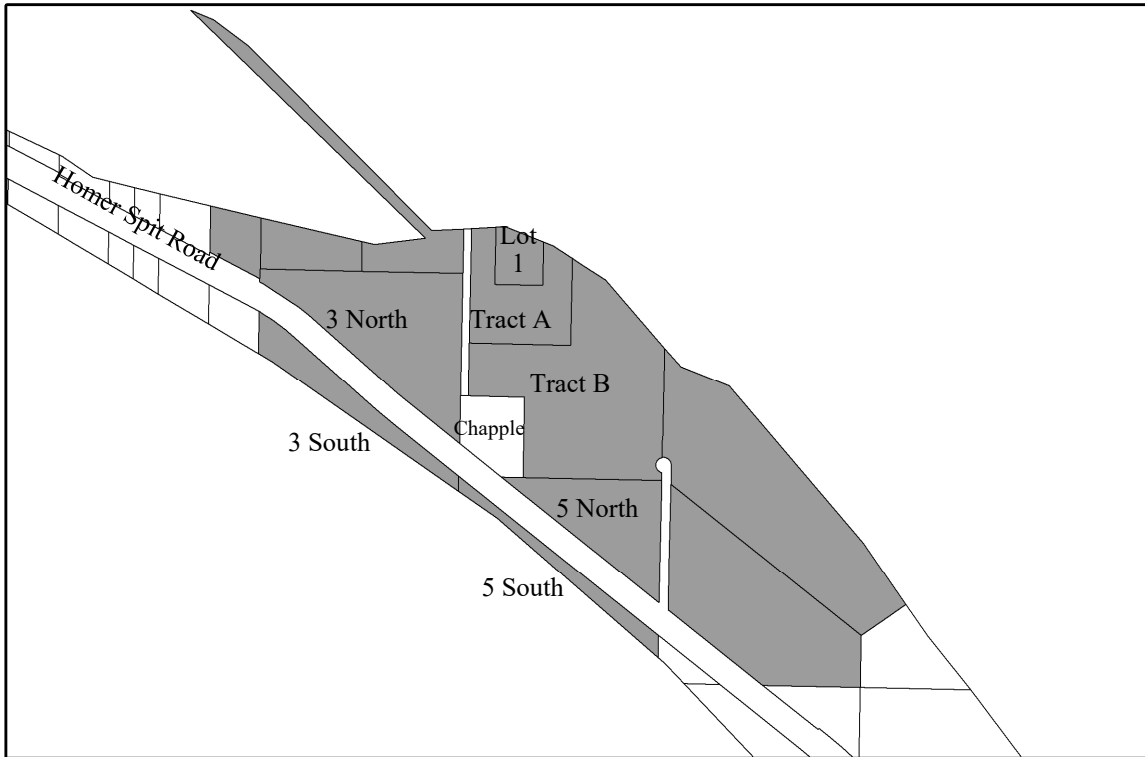 Homer Spit Road
Lot
1
3 North
Tract A
Tract B
Chapple
3 South
5 North
5 South